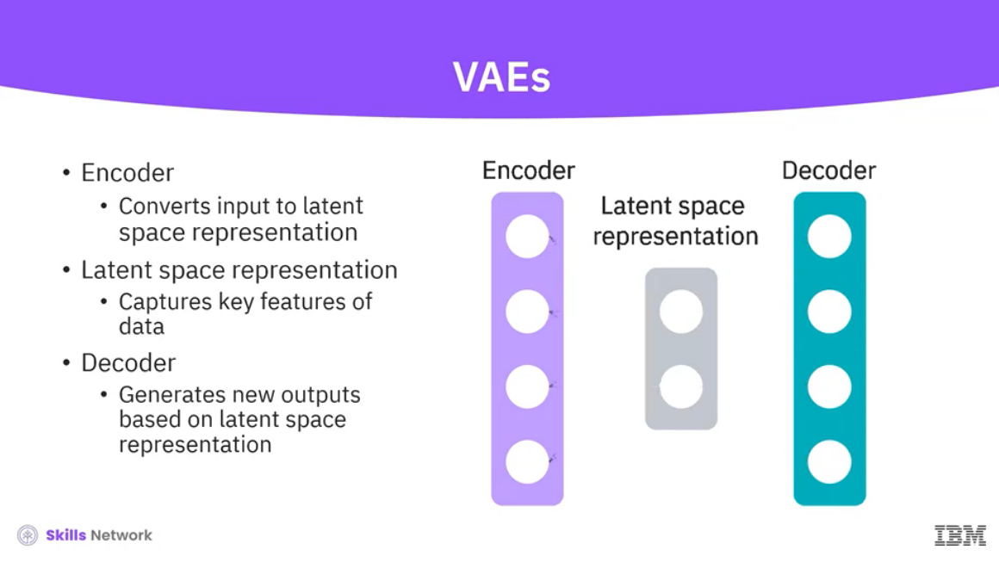 VAEs
• Encoder
• Converts input to latent
space representation
• Latent space representation
• Captures key features of
data
• Decoder
• Generates new outputs
based on latent space
representation
Encoder
Latent space
representation
Decoder
Skills Network
IBM